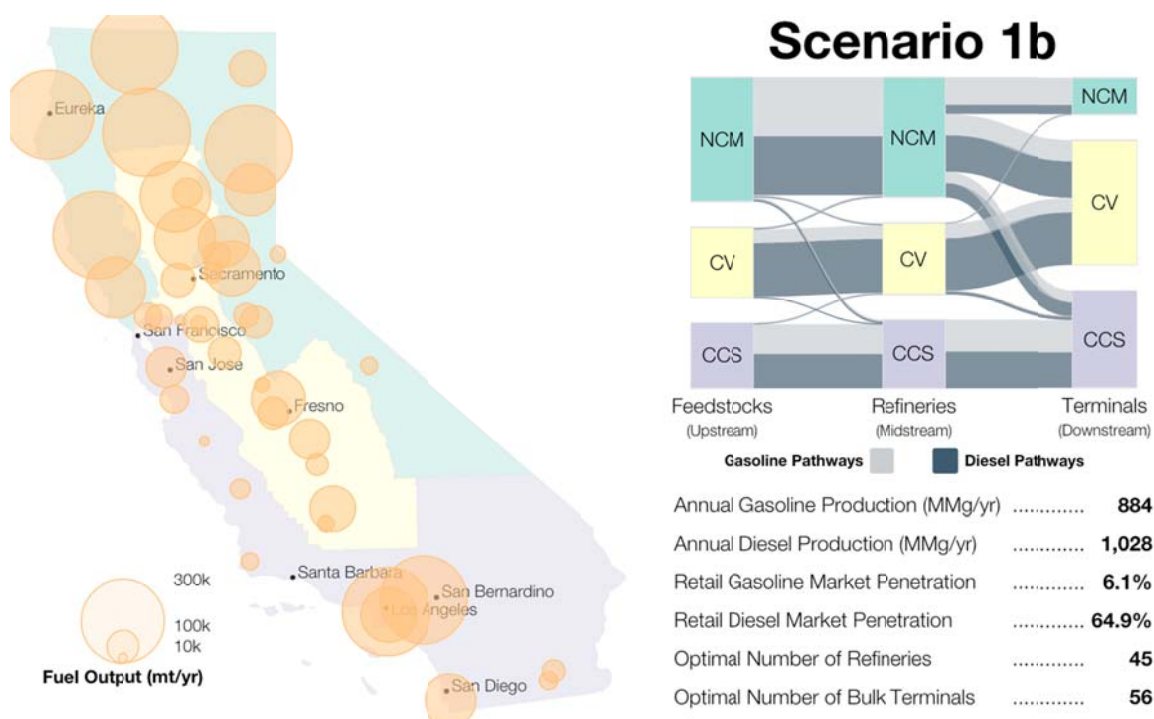 Eureka
Sacramento
San Francisco
San Jose
Fresno
Santa Barbara
San Bernardino
Los Angeles
San Diego
300k
100k
10k
Fuel Output (mt/yr)
Scenario 1b
NCM
NCM
NCM
CV
CV
CV
CCS
CCS
CCS
Feedstocks
(Upstream)
Refineries
(Midstream)
Terminals
(Downstream)
Gasoline Pathways
Diesel Pathways
Annual Gasoline Production (MMg/yr) ............. 884
Annual Diesel Production (MMg/yr) ............. 1,028
Retail Gasoline Market Penetration ............. 6.1%
Retail Diesel Market Penetration ............. 64.9%
Optimal Number of Refineries ............. 45
Optimal Number of Bulk Terminals ............. 56